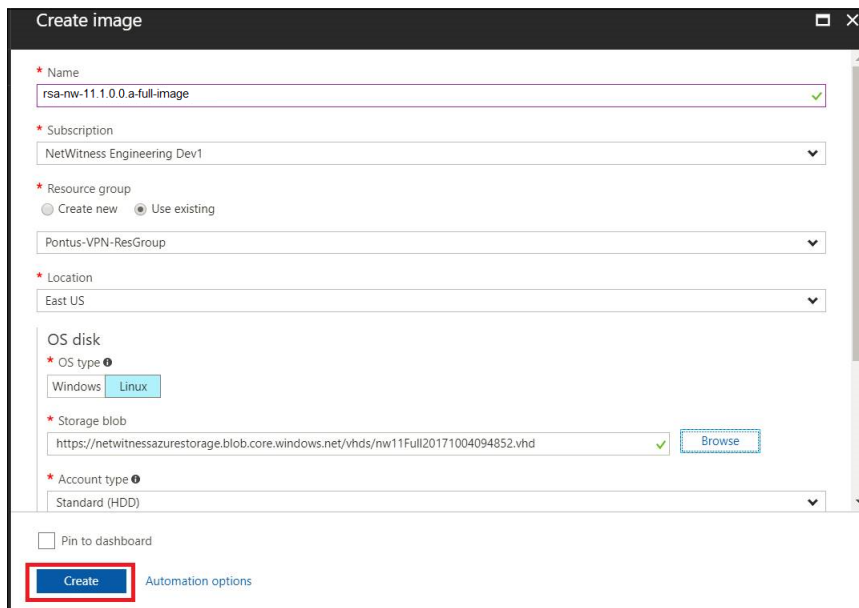 Create image
* Name
rsa-nw-11.1.0.0.a-full-image
* Subscription
NetWitness Engineering Dev1
* Resource group
Create new Use existing
Pontus-VPN-ResGroup
* Location
East US
OS disk
* OS type
Windows Linux
* Storage blob
https://netwitnessazurestorage.blob.core.windows.net/vhds/nw11Full20171004094852.vhd Browse
* Account type
Standard (HDD)
Pin to dashboard
Create Automation options